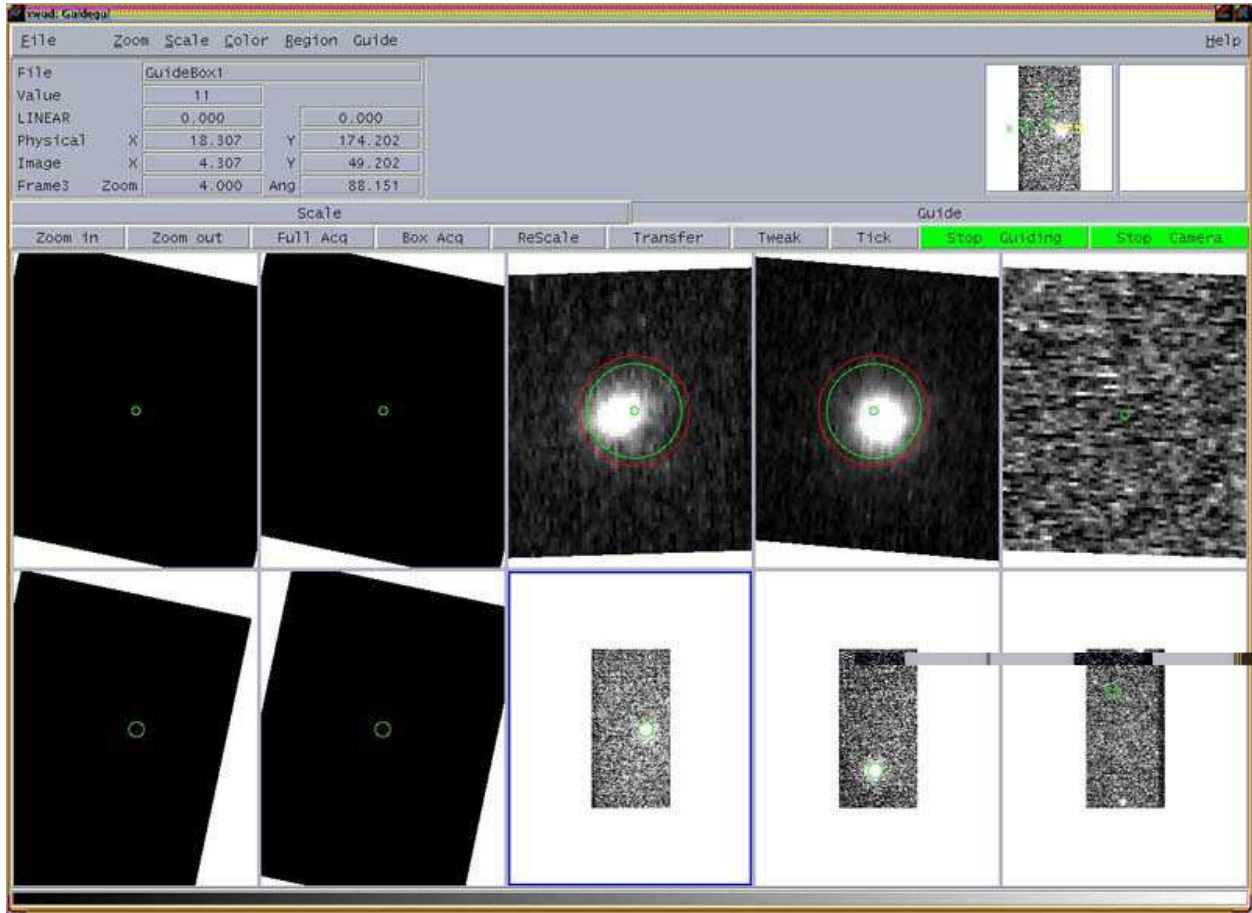 xwud: Guidegui
File Zoom Scale Color Region Guide Help
File GuideBox1
Value 11
LINEAR 0.000 0.000
Physical X 18.307 Y 174.202
Image X 4.307 Y 49.202
Frame3 Zoom 4.000 Ang 88.151
Scale Guide
Zoom in Zoom out Full Acq Box Acq ReScale Transfer Tweak Tick Stop Guiding Stop Camera